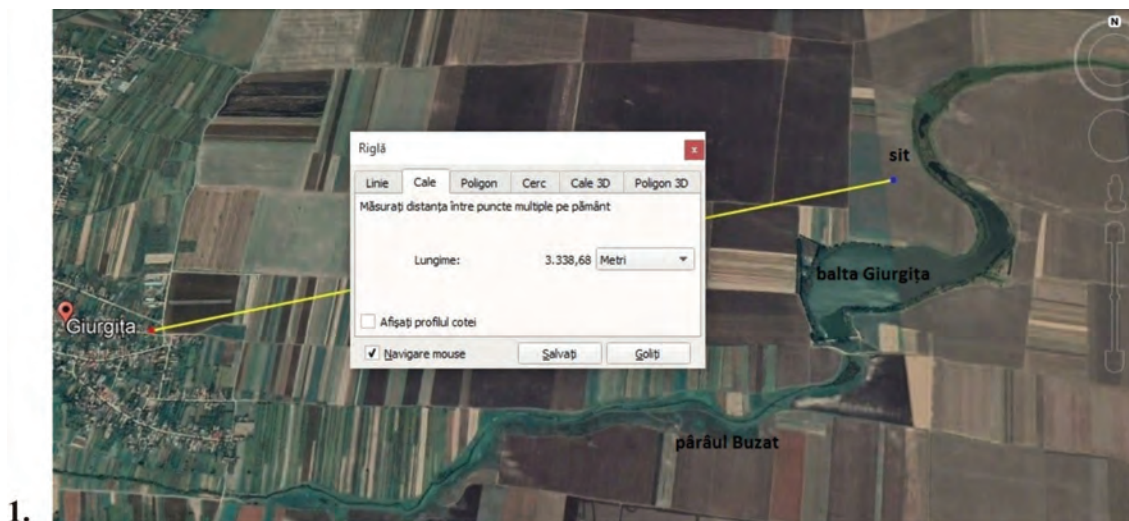 N
Riglă
x
Linie Cale Poligon Cerc Cale 3D Poligon 3D
Măsurați distanța între puncte multiple pe pământ
Lungime: 3.338,68 Metri
Afișați profilul cotei
Navigare mouse Salvați Goliți
sit
balta Giurgița
Giurgița
pârâul Buzat
1.